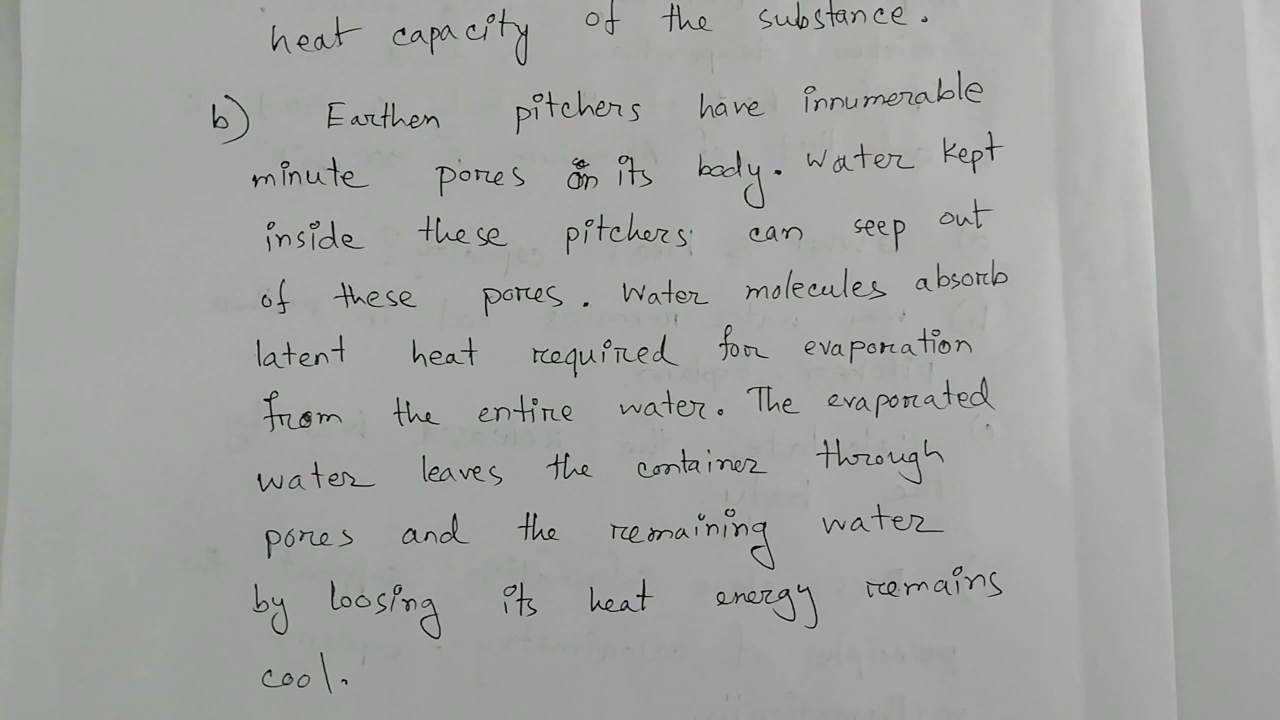 heat capacity of the substance.
b) Earthen pitchers have innumerable
minute pores on its body. Water kept
inside these pitchers can seep out
of these pores. Water molecules absorb
latent heat required for evaporation
from the entire water. The evaporated
water leaves the container through
pores and the remaining water
by loosing its heat energy remains
cool.